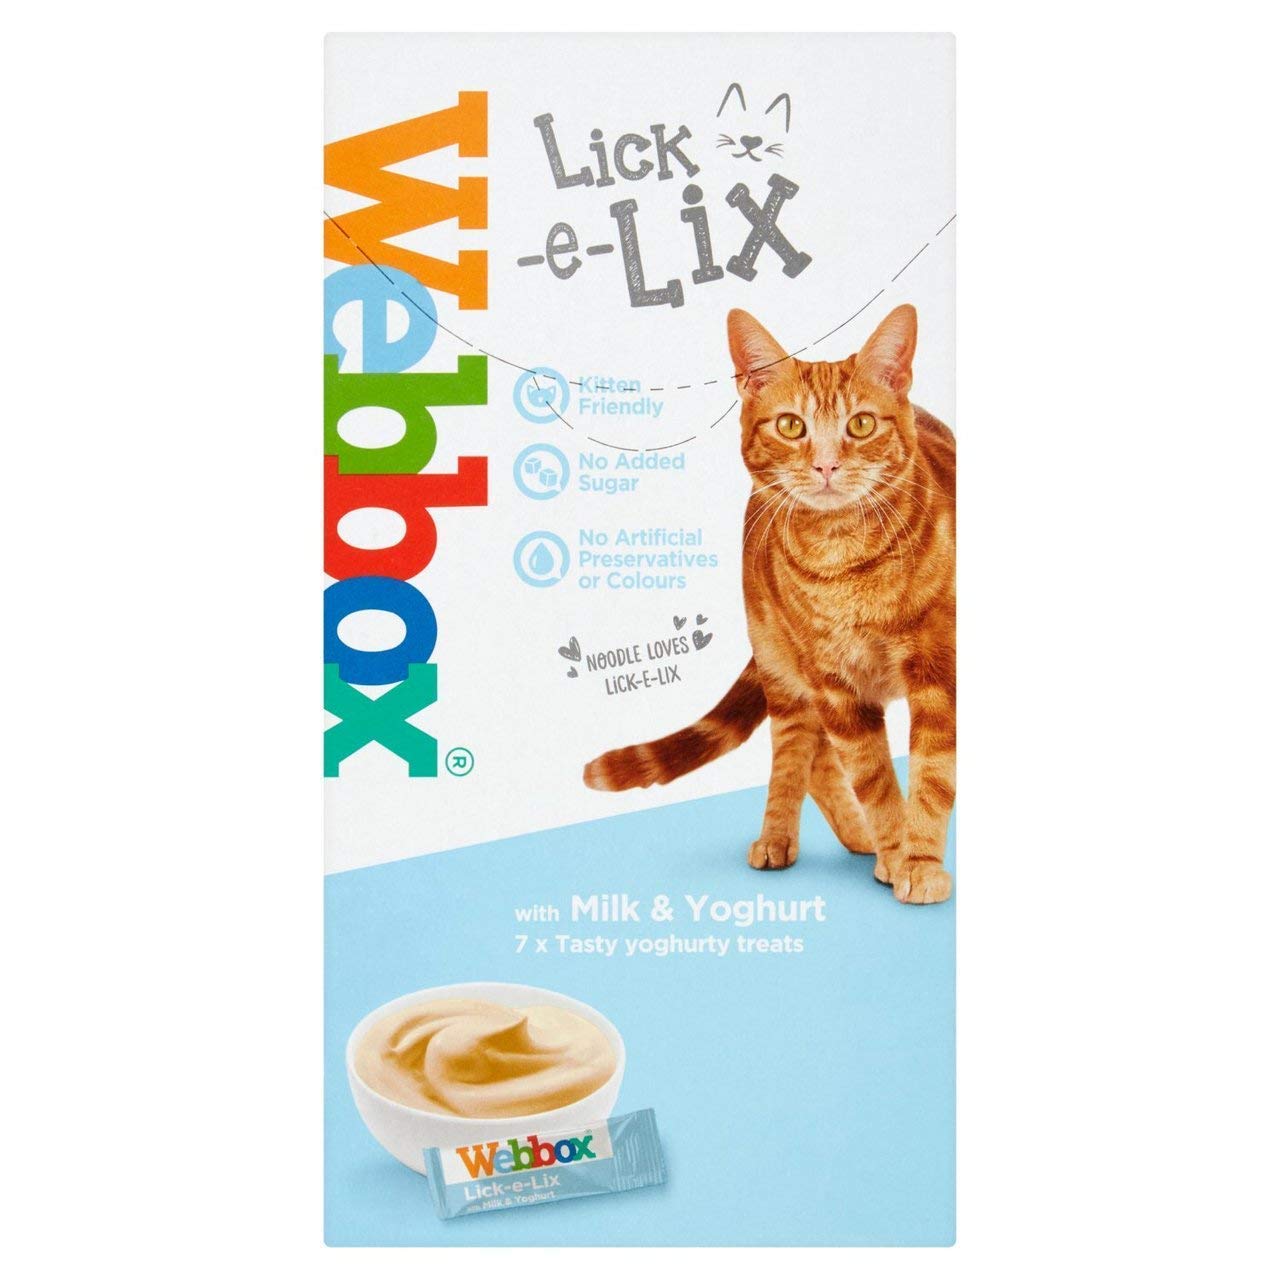 Webbox®
Lick
-e-Lix
Kitten
Friendly
No Added
Sugar
No Artificial
Preservatives
or Colours
NOODLE LOVES
LiCK-E-LIX
with Milk & Yoghurt
7 x Tasty yoghurty treats
Webbox®
Lick-e-Lix
with Milk & Yoghurt